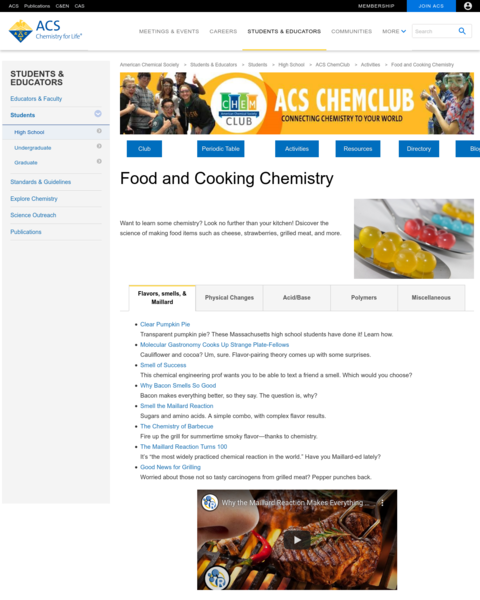 ACS Publications C&EN CAS
MEMBERSHIP
JOIN ACS
ACS
Chemistry for Life®
MEETINGS & EVENTS CAREERS STUDENTS & EDUCATORS COMMUNITIES MORE
Search
American Chemical Society > Students & Educators > Students > High School > ACS ChemClub > Activities > Food and Cooking Chemistry
STUDENTS &
EDUCATORS
Educators & Faculty
Students
High School
Undergraduate
Graduate
Standards & Guidelines
Explore Chemistry
Science Outreach
Publications
CHEM
CLUB
ACS CHEMCLUB
CONNECTING CHEMISTRY TO YOUR WORLD
Club Periodic Table Activities Resources Directory Blo
Food and Cooking Chemistry
Want to learn some chemistry? Look no further than your kitchen! Dsicover the
science of making food items such as cheese, strawberries, grilled meat, and more.
Flavors, smells, &
Maillard
Physical Changes
Acid/Base
Polymers
Miscellaneous
Clear Pumpkin Pie
Transparent pumpkin pie? These Massachusetts high school students have done it! Learn how.
Molecular Gastronomy Cooks Up Strange Plate-Fellows
Cauliflower and cocoa? Um, sure. Flavor-pairing theory comes up with some surprises.
Smell of Success
This chemical engineering prof wants you to be able to text a friend a smell. Which would you choose?
Why Bacon Smells So Good
Bacon makes everything better, so they say. The question is, why?
Smell the Maillard Reaction
Sugars and amino acids. A simple combo, with complex flavor results.
The Chemistry of Barbecue
Fire up the grill for summertime smoky flavor—thanks to chemistry.
The Maillard Reaction Turns 100
It's "the most widely practiced chemical reaction in the world." Have you Maillard-ed lately?
Good News for Grilling
Worried about those not so tasty carcinogens from grilled meat? Pepper punches back.
Why the Maillard Reaction Makes Everything ...